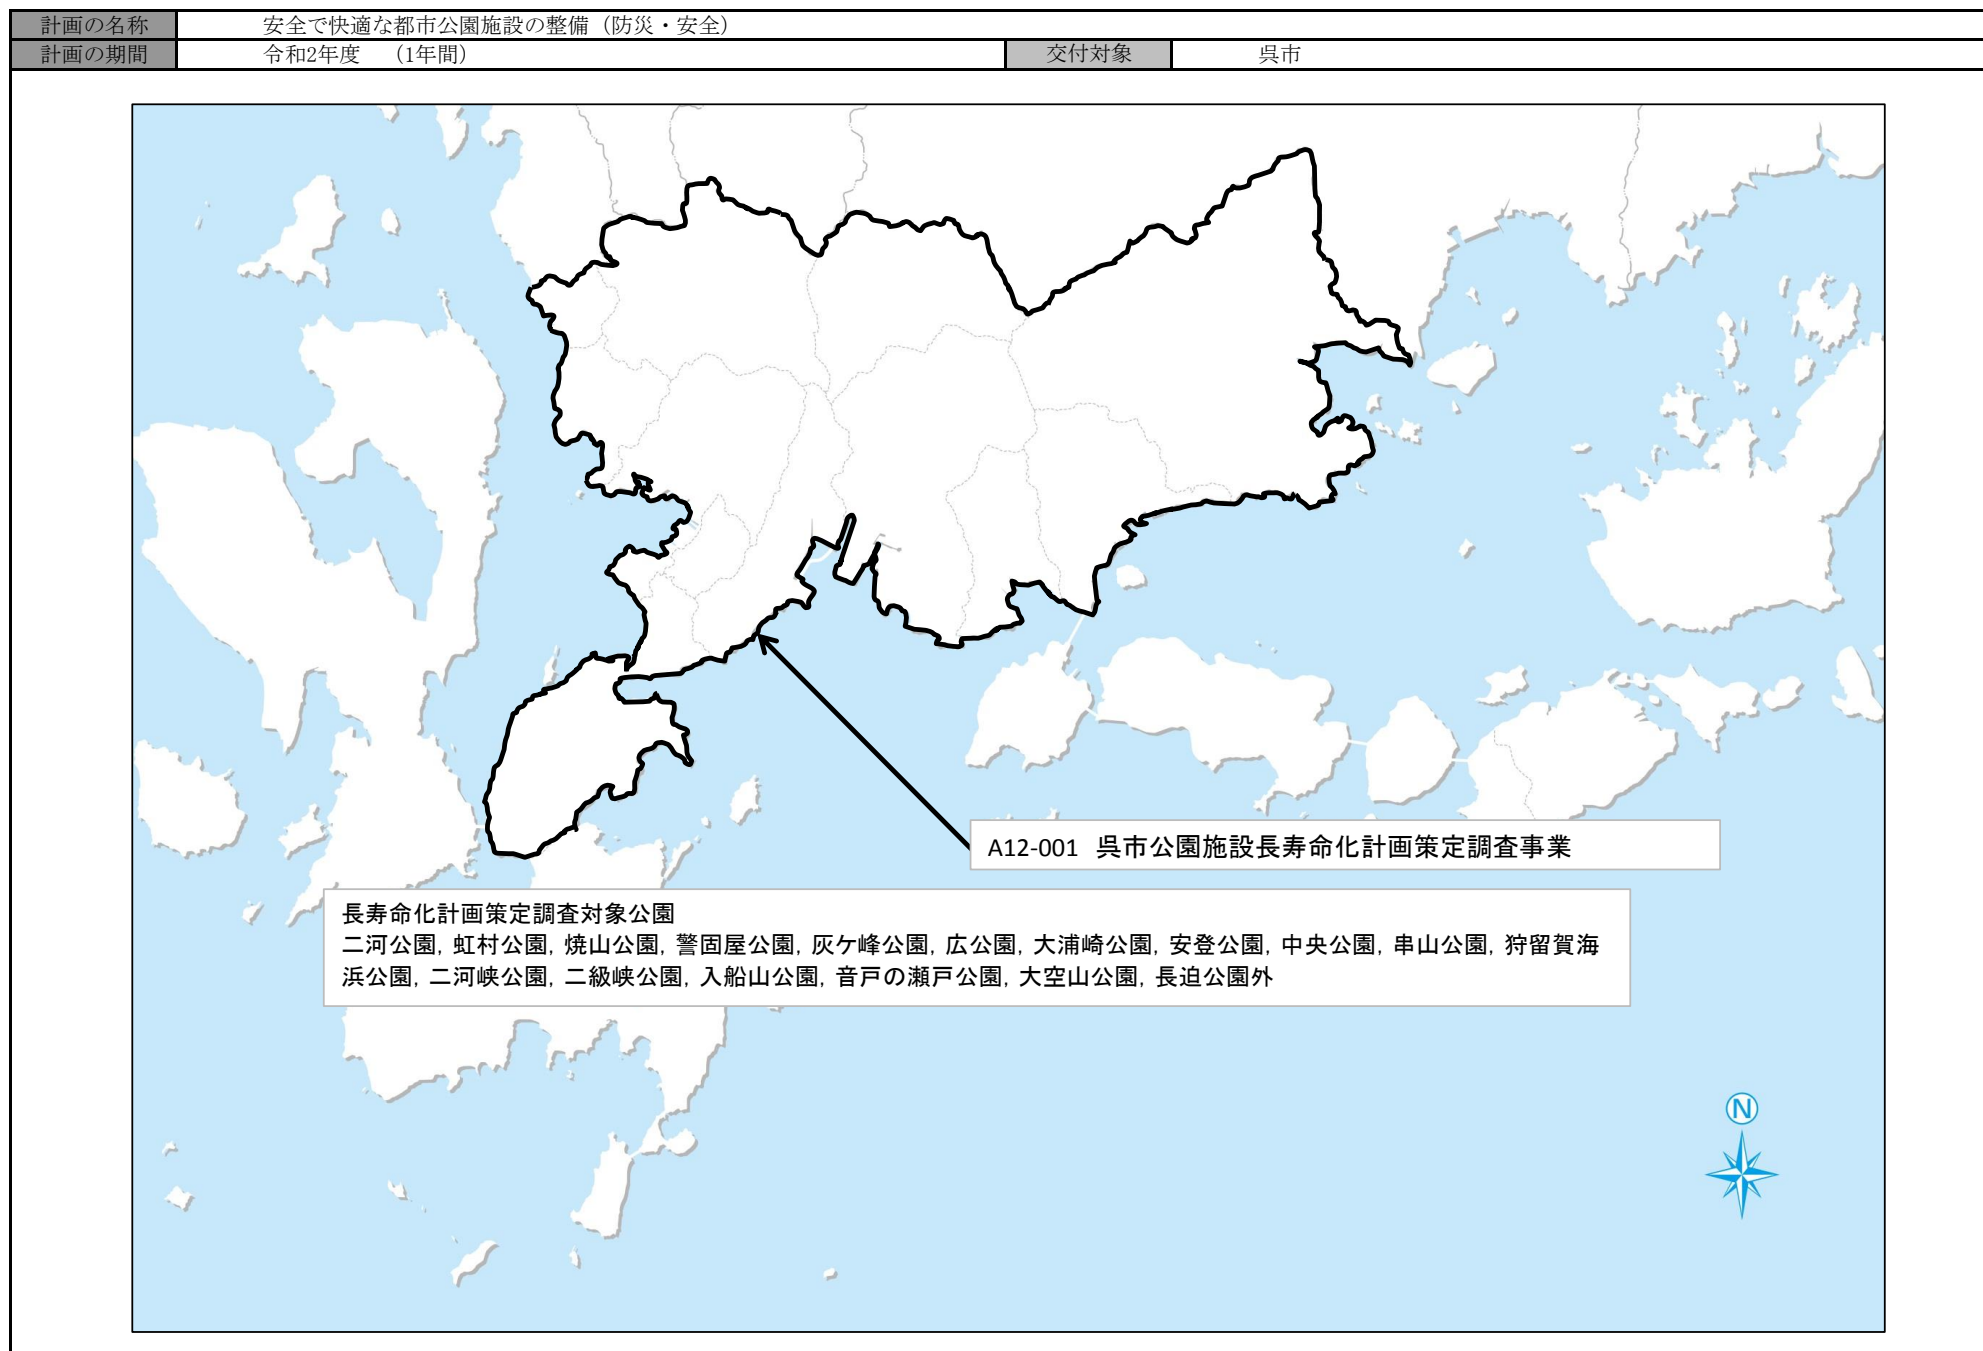 計画の名称 安全で快適な都市公園施設の整備（防災・安全）
計画の期間 令和2年度 （1年間） 交付対象 呉市
A12-001 呉市公園施設長寿命化計画策定調査事業
長寿命化計画策定調査対象公園
二河公園, 虹村公園, 焼山公園, 警固屋公園, 灰ケ峰公園, 広公園, 大浦崎公園, 安登公園, 中央公園, 串山公園, 狩留賀海
浜公園, 二河峡公園, 二級峡公園, 入船山公園, 音戸の瀬戸公園, 大空山公園, 長迫公園外
N